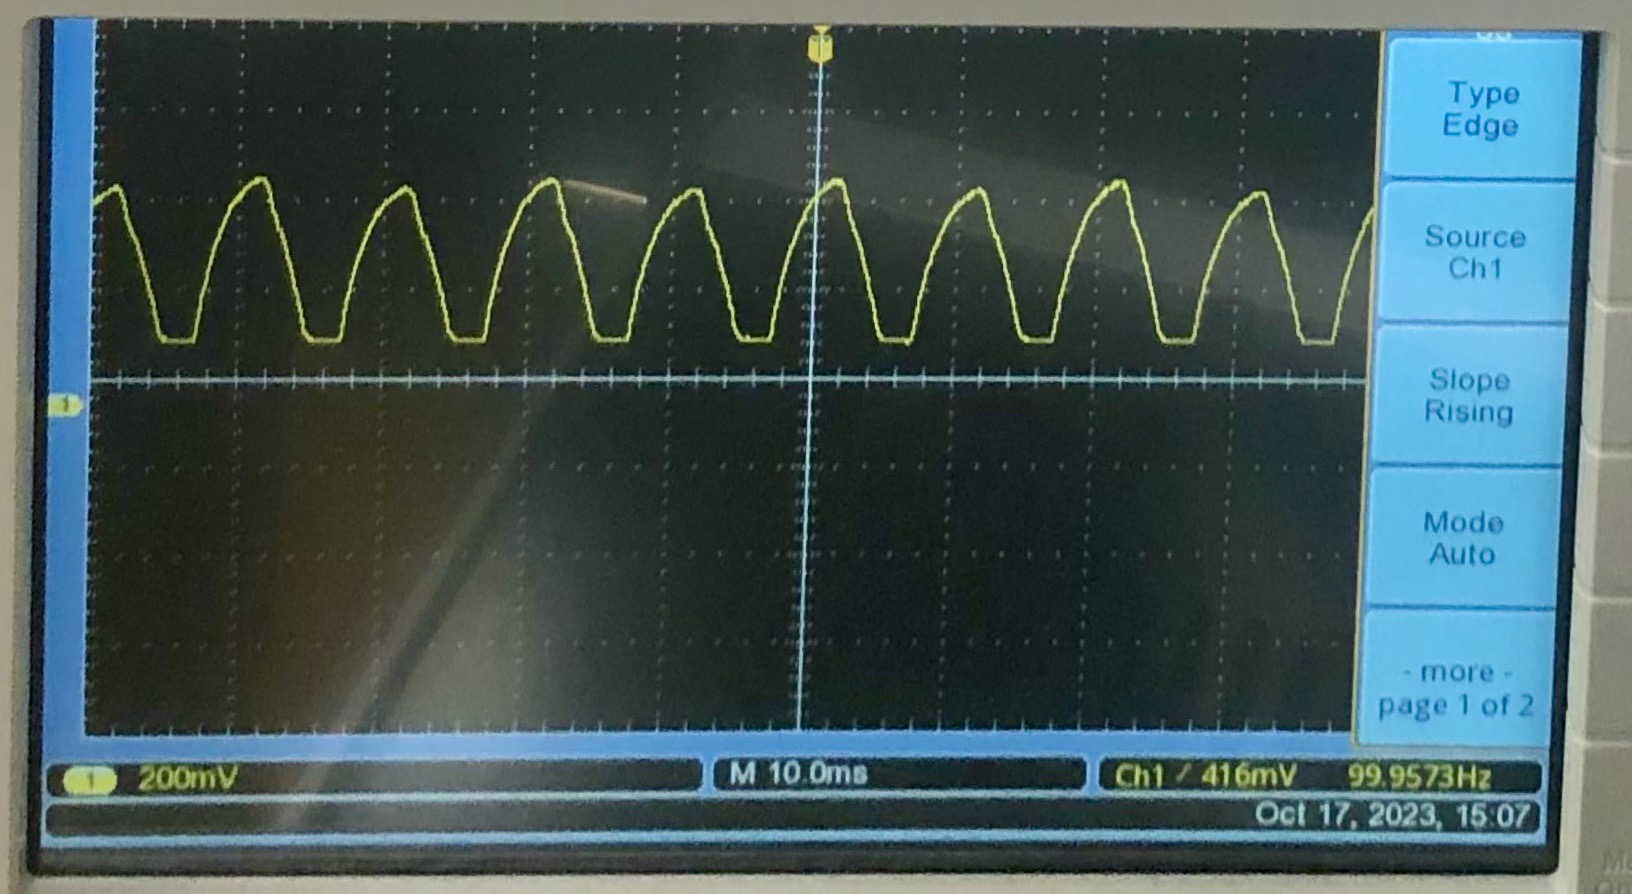 Type
Edge
Source
Ch1
Slope
Rising
Mode
Auto
- more -
page 1 of 2
1
1 200mV
M 10.0ms
Ch1 / 416mV 99.9573Hz
Oct 17, 2023, 15:07